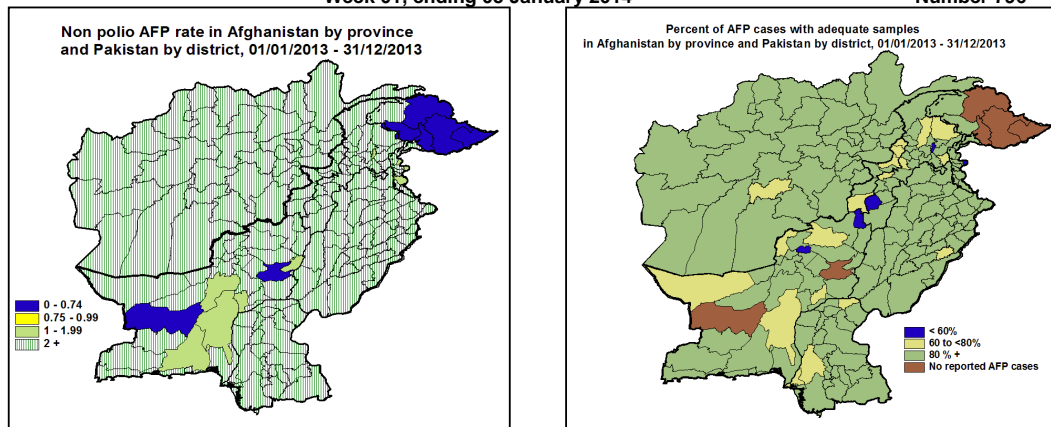 Non polio AFP rate in Afghanistan by province
and Pakistan by district, 01/01/2013 - 31/12/2013
0 - 0.74
0.75 - 0.99
1 - 1.99
2 +
Percent of AFP cases with adequate samples
in Afghanistan by province and Pakistan by district, 01/01/2013 - 31/12/2013
< 60%
60 to <80%
80 % +
No reported AFP cases